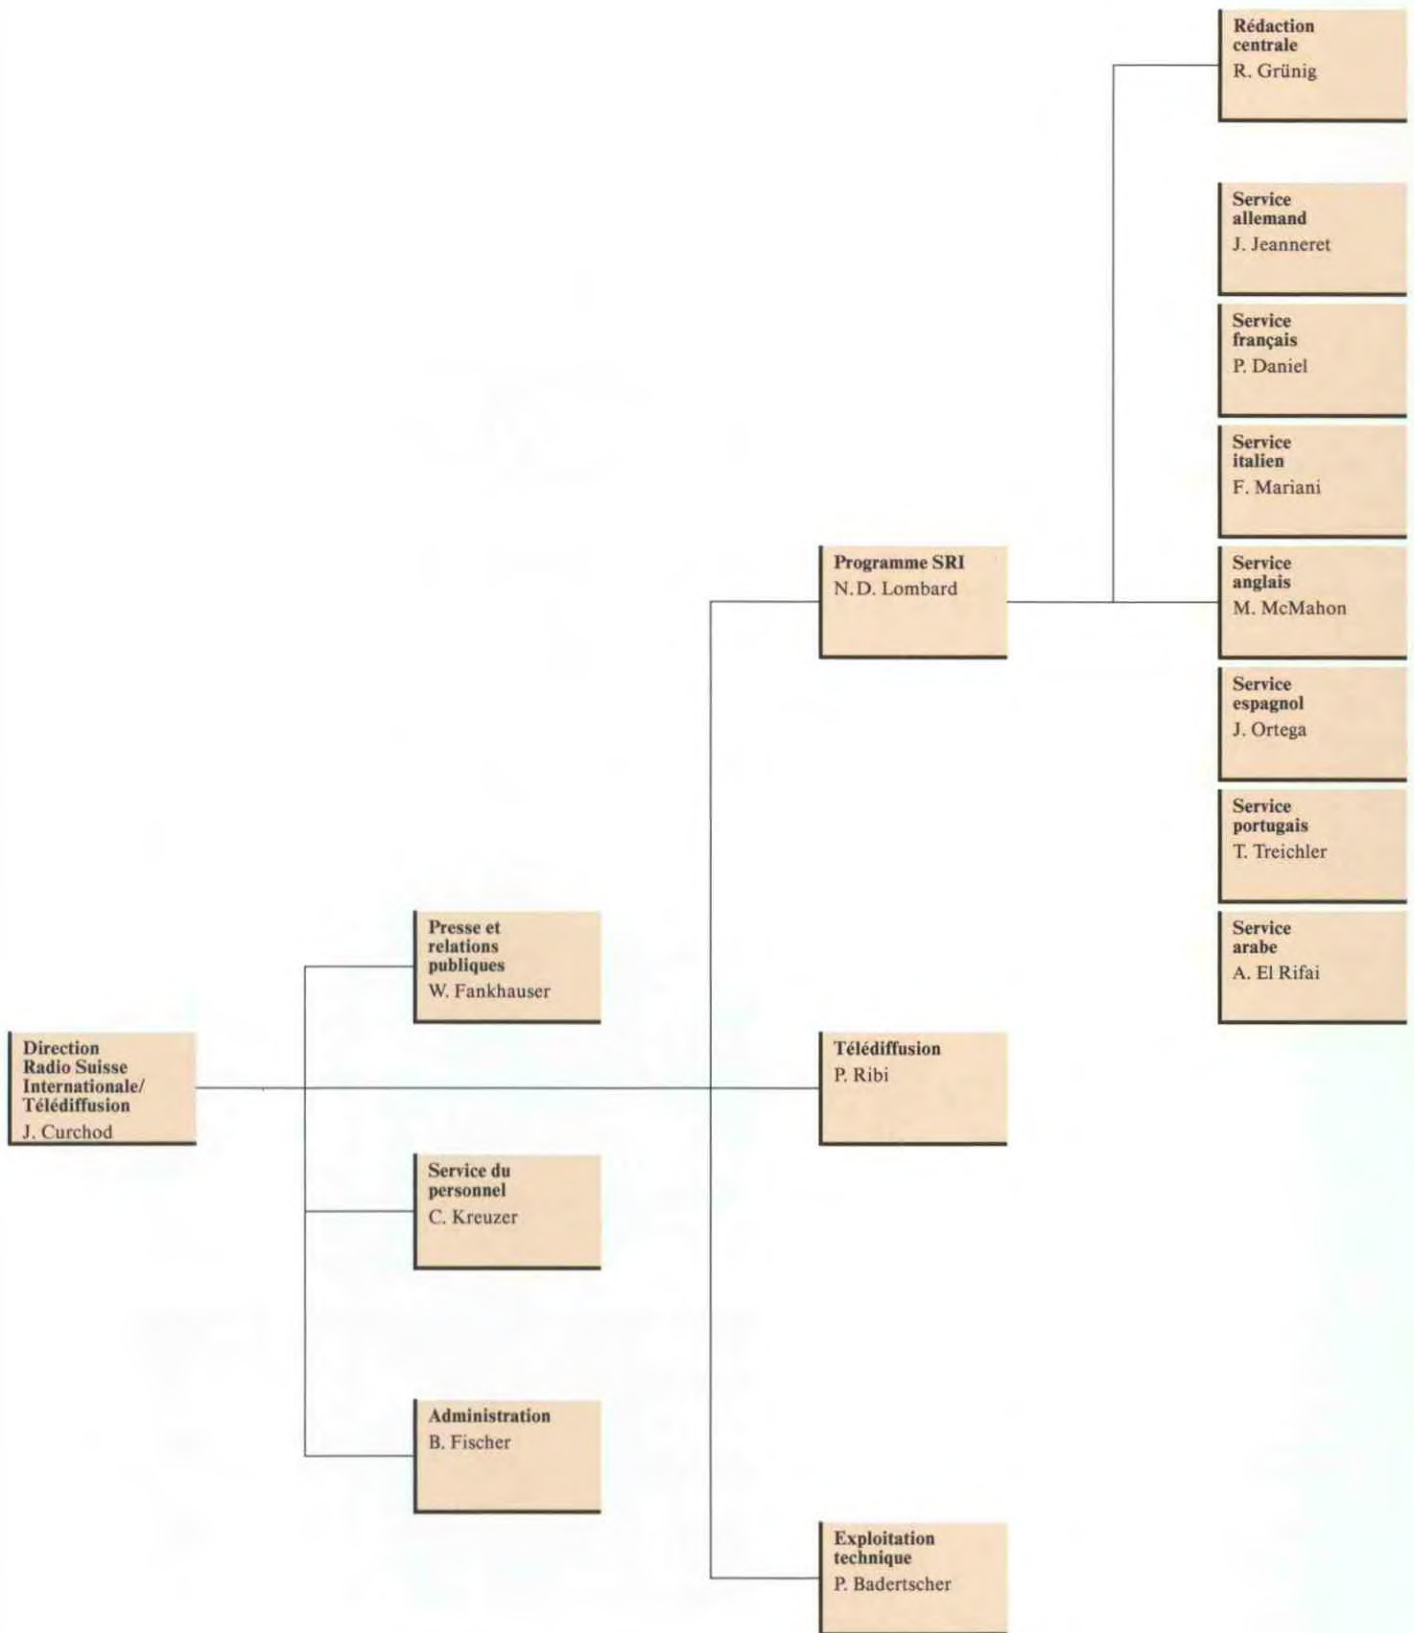 Rédaction
centrale
R. Grünig
Service
allemand
J. Jeanneret
Service
français
P. Daniel
Service
italien
F. Mariani
Programme SRI
N.D. Lombard
Service
anglais
M. McMahon
Service
espagnol
J. Ortega
Service
portugais
T. Treichler
Service
arabe
A. El Rifai
Presse et
relations
publiques
W. Fankhauser
Direction
Radio Suisse
Internationale/
Télédiffusion
J. Curchod
Télédiffusion
P. Ribi
Service du
personnel
C. Kreuzer
Administration
B. Fischer
Exploitation
technique
P. Badertscher